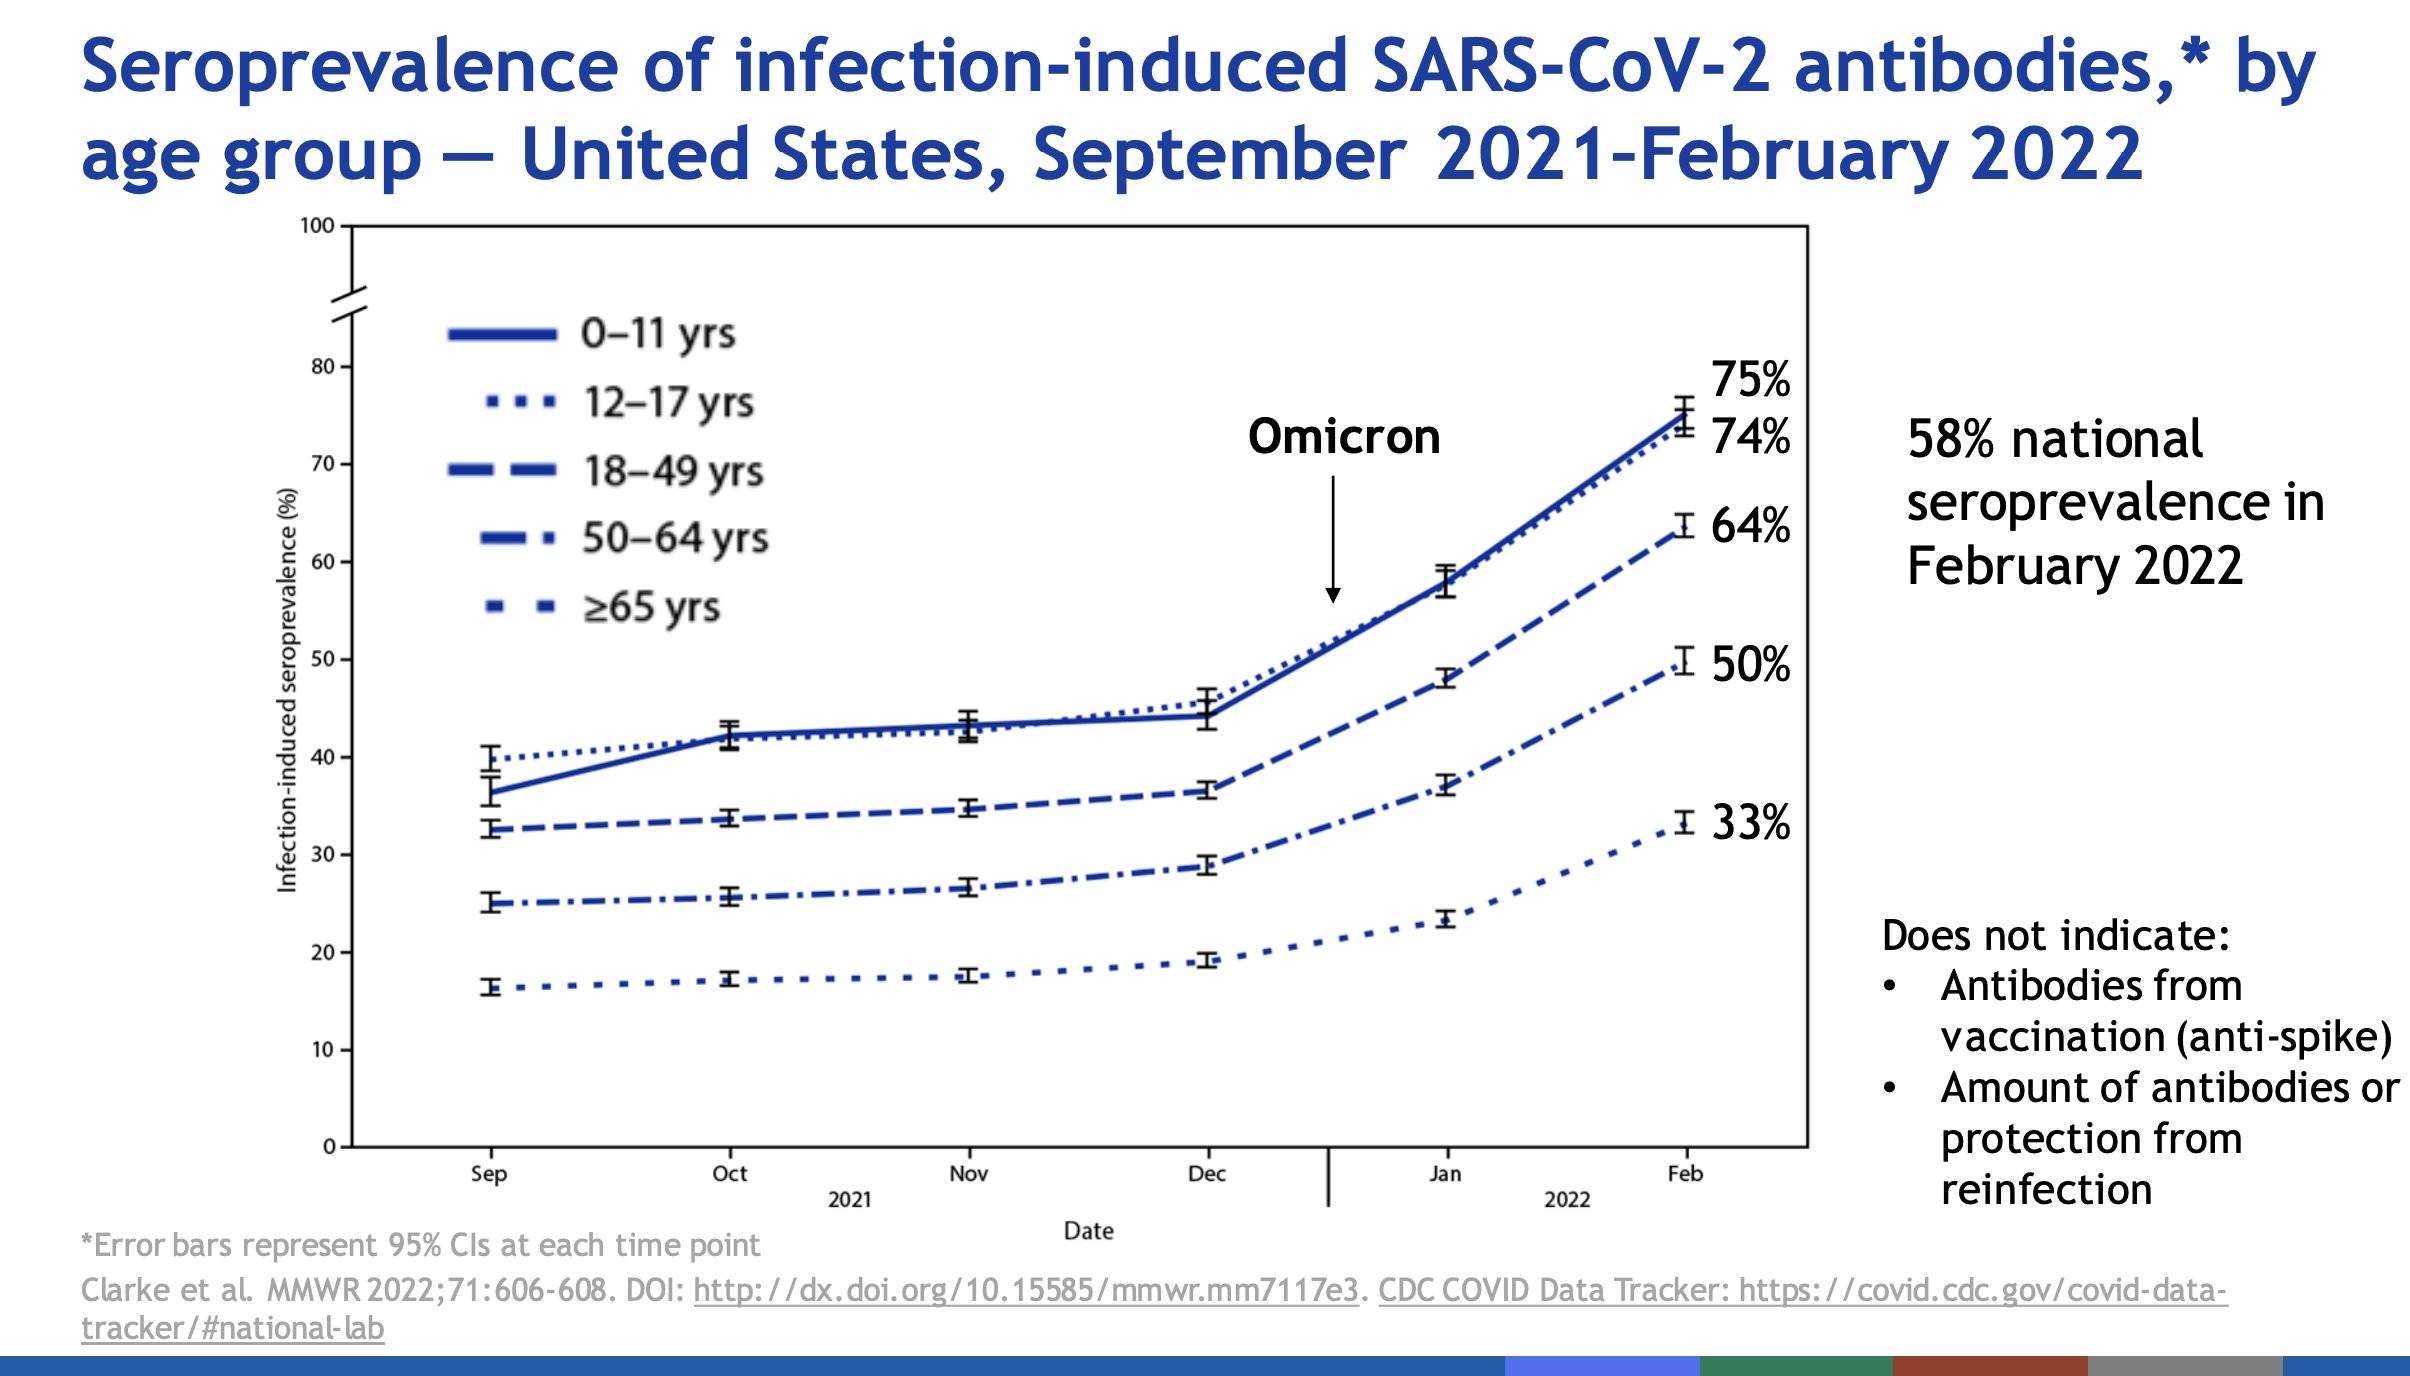 Seroprevalence of infection-induced SARS-CoV-2 antibodies,* by
age group — United States, September 2021-February 2022
100
80
70
60
50
40
30
20
10
0
Infection-induced seroprevalence (%)
0–11 yrs
12–17 yrs
18–49 yrs
50–64 yrs
≥65 yrs
Omicron
75%
74%
64%
50%
33%
Sep
Oct
Nov
Dec
Jan
Feb
2021
2022
Date
58% national
seroprevalence in
February 2022
Does not indicate:
• Antibodies from
vaccination (anti-spike)
• Amount of antibodies or
protection from
reinfection
*Error bars represent 95% CIs at each time point
Clarke et al. MMWR 2022;71:606-608. DOI: http://dx.doi.org/10.15585/mmwr.mm7117e3. CDC COVID Data Tracker: https://covid.cdc.gov/covid-data-
tracker/#national-lab